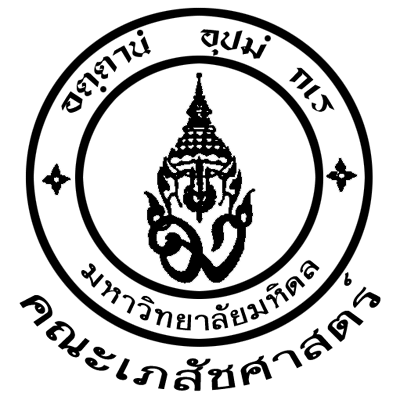 อตฺตานํ อุปมํ กเร
มหาวิทยาลัยมหิดล
คณะเภสัชศาสตร์